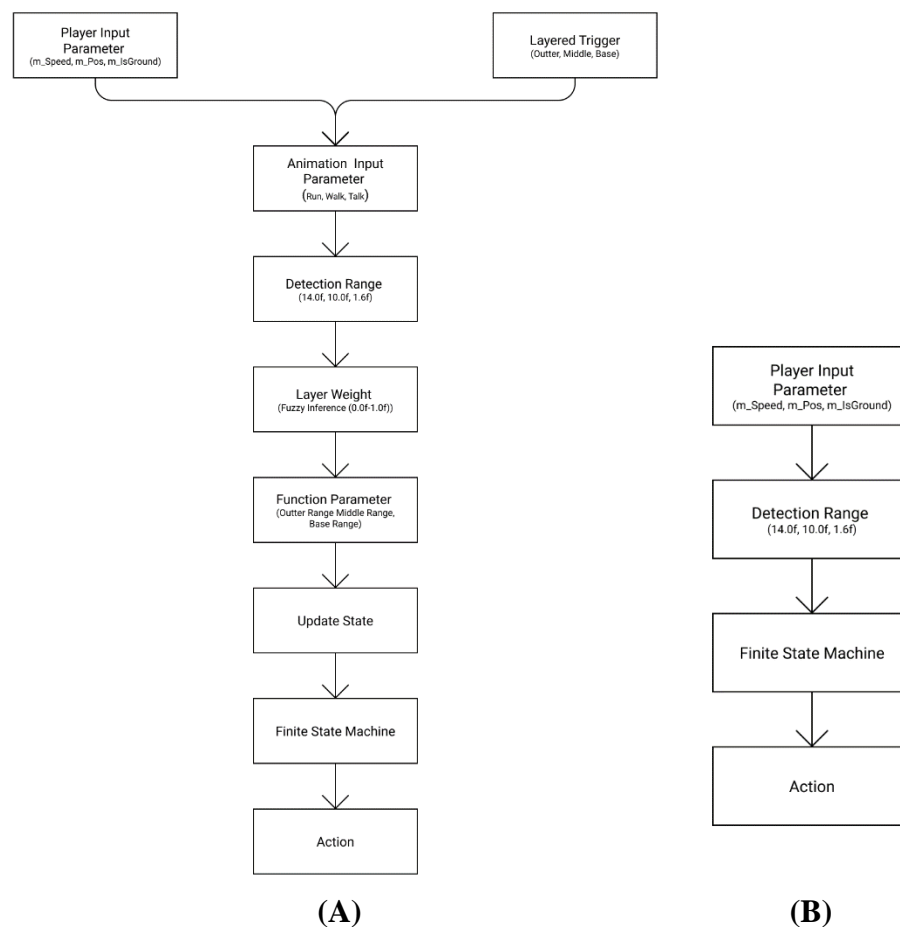 Player Input
Parameter
(m_Speed, m_Pos, m_IsGround)
Layered Trigger
(Outter, Middle, Base)
Animation Input
Parameter
(Run, Walk, Talk)
Detection Range
(14.0f, 10.0f, 1.6f)
Layer Weight
(Fuzzy Inference (0.0f-1.0f))
Function Parameter
(Outter Range Middle Range,
Base Range)
Update State
Finite State Machine
Action
(A)
Player Input
Parameter
(m_Speed, m_Pos, m_IsGround)
Detection Range
(14.0f, 10.0f, 1.6f)
Finite State Machine
Action
(B)